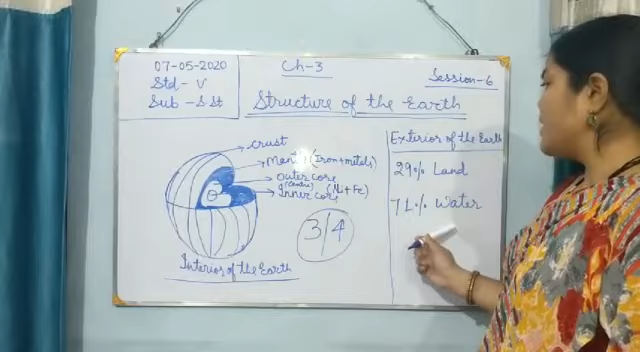 07-05-2020
Std- V
Sub - S St
Ch-3
Session-6
Structure of the Earth
crust
(Iron+metals)
Outer core
(Centre)
Inner core (Ni+Fe)
3/4
Interior of the Earth
Exterior of the Earth
29% Land
71% Water